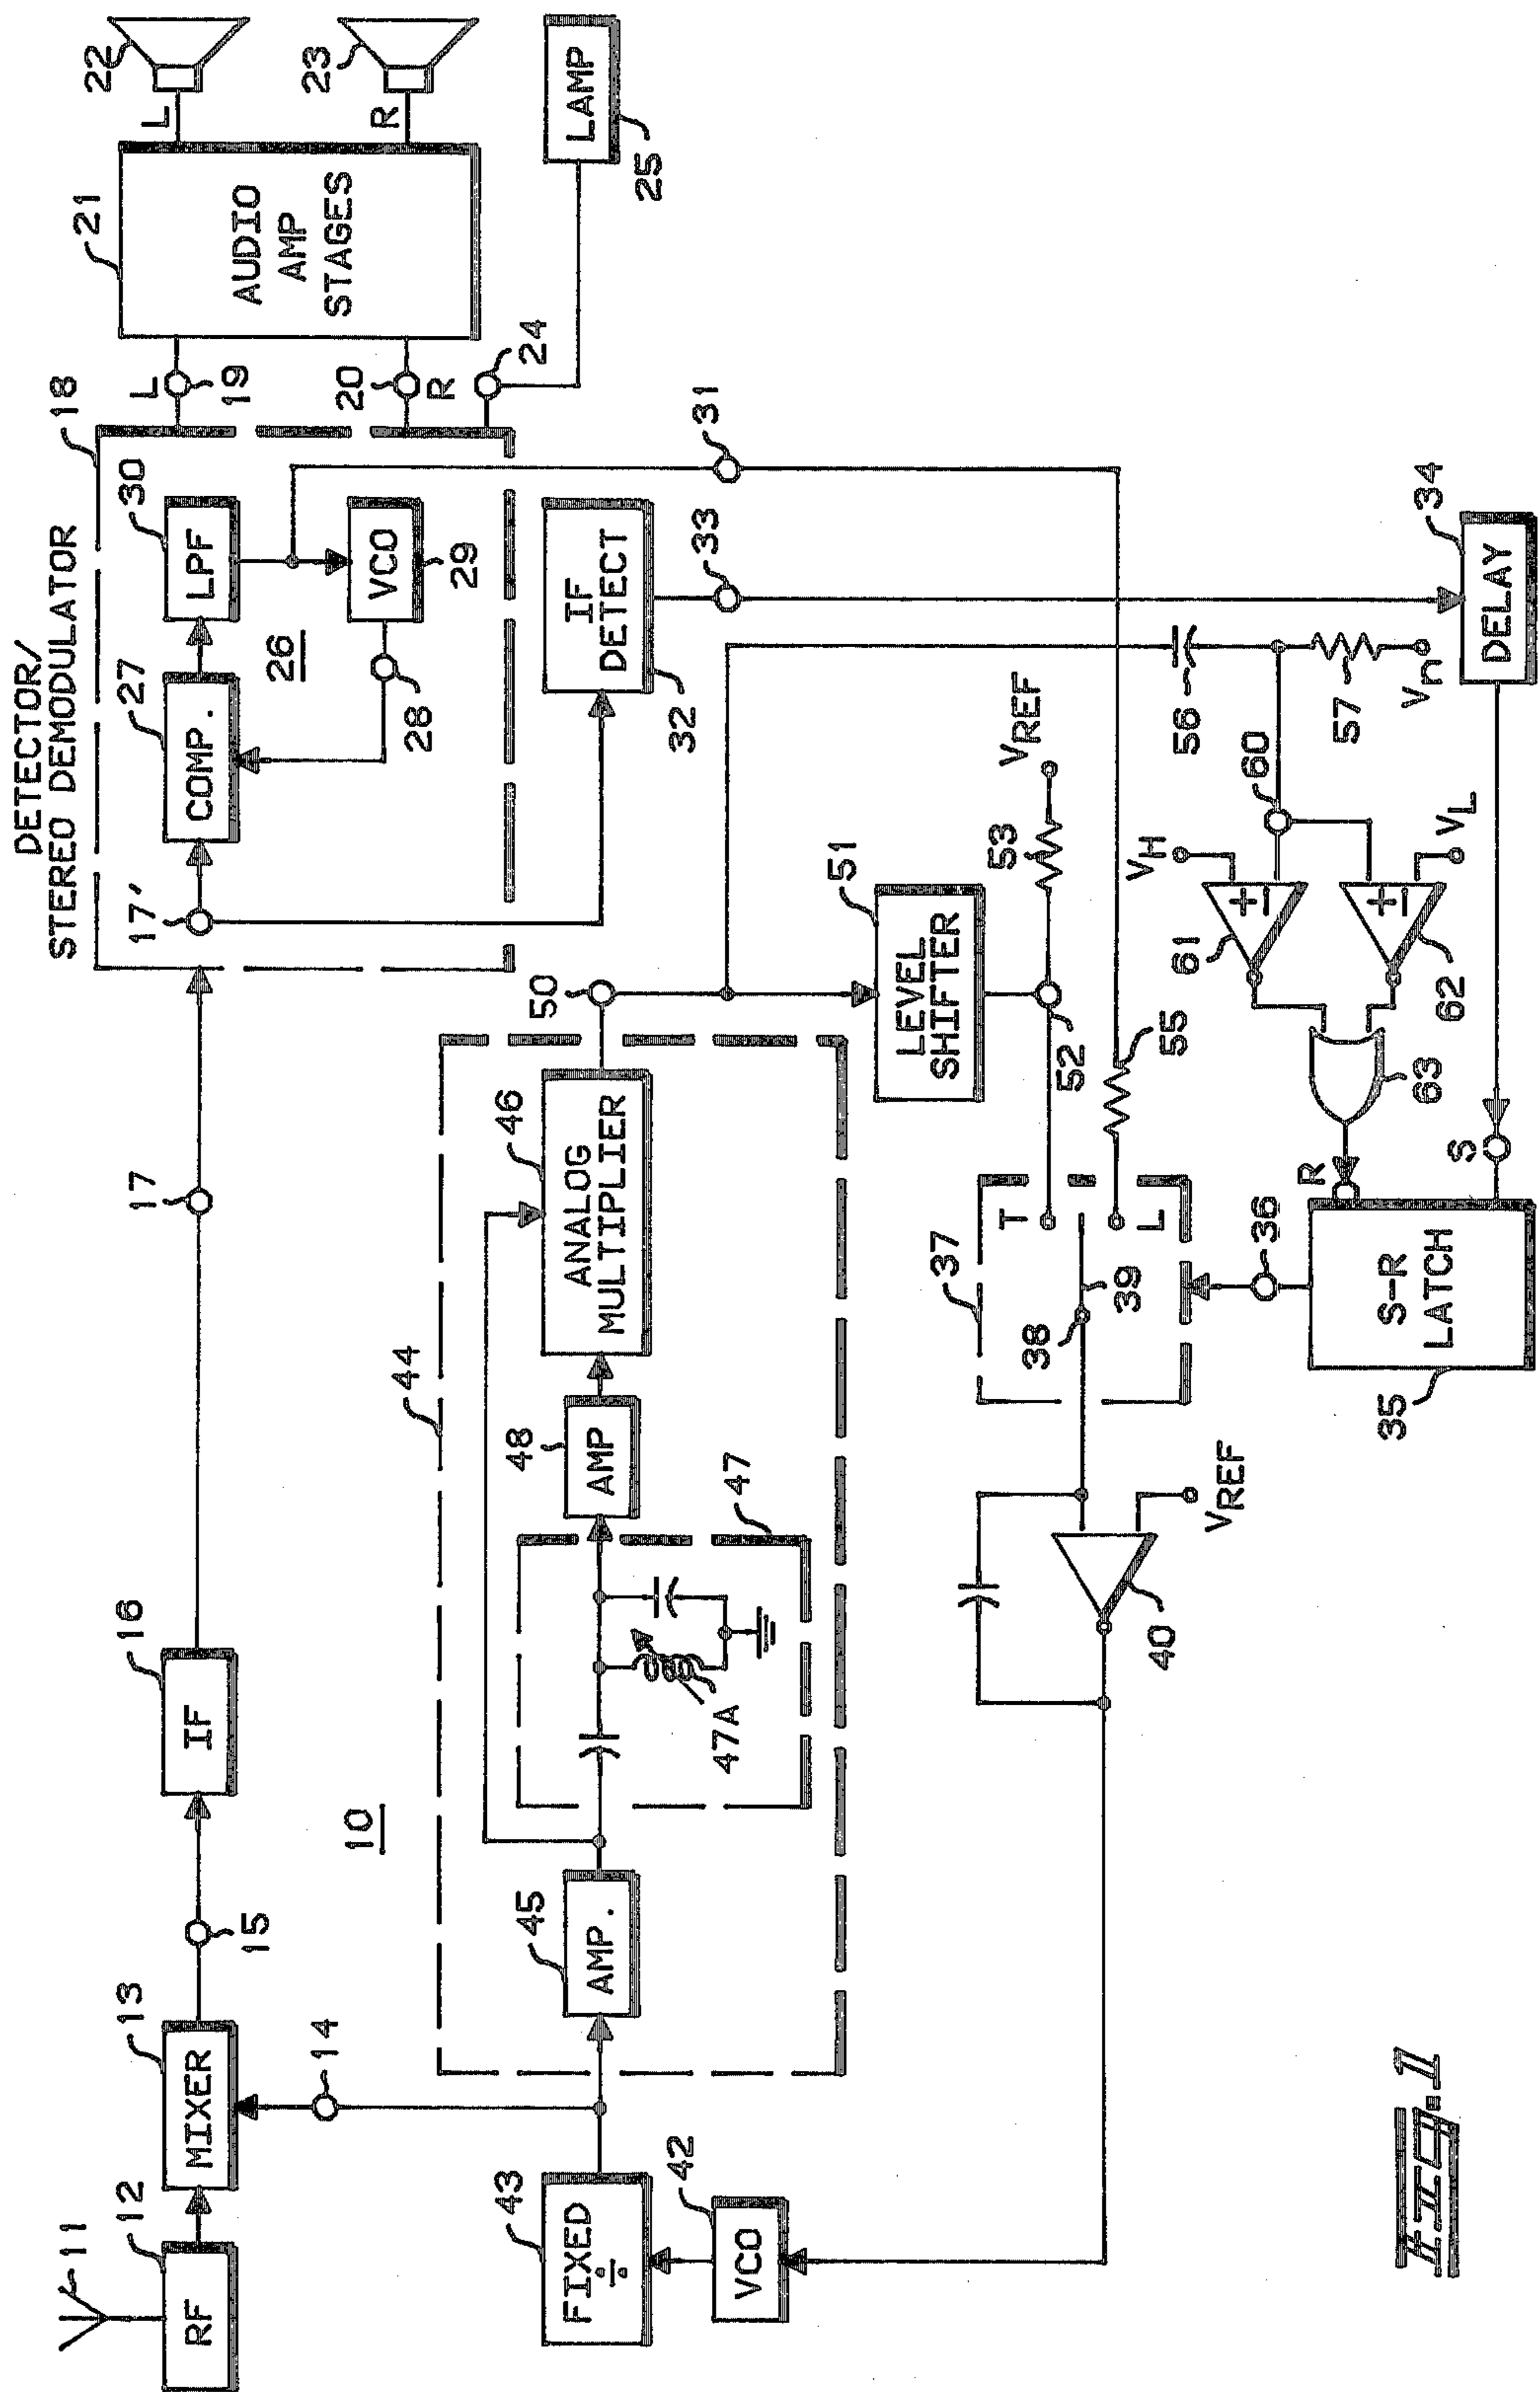 11
12
RF
13
MIXER
14
15
16
IF
17
DETECTOR/
STEREO DEMODULATOR
18
17'
27
COMP.
30
LPF
26
28
VCO
29
L
19
20
R
24
21
AUDIO
AMP
STAGES
L
22
R
23
LAMP
25
10
44
45
AMP.
47
47A
48
AMP
46
ANALOG
MULTIPLIER
50
32
IF
DETECT
33
31
43
FIXED
÷
42
VCO
51
LEVEL
SHIFTER
52
53
VREF
55
37
T
L
38
39
36
40
VREF
35
S-R
LATCH
R
S
63
61
62
VH
VL
60
56
57
Vn
34
DELAY
Fig. 1